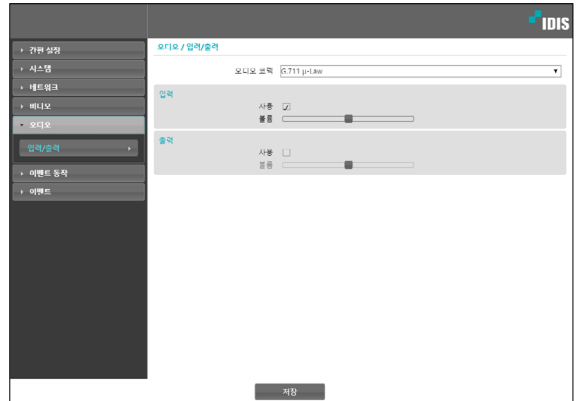 IDIS
간편 설정
시스템
네트워크
비디오
오디오
입력/출력
이벤트 동작
이벤트
오디오 / 입력/출력
오디오 코덱 G.711 μ-Law
입력
사용
볼륨
출력
사용
볼륨
저장